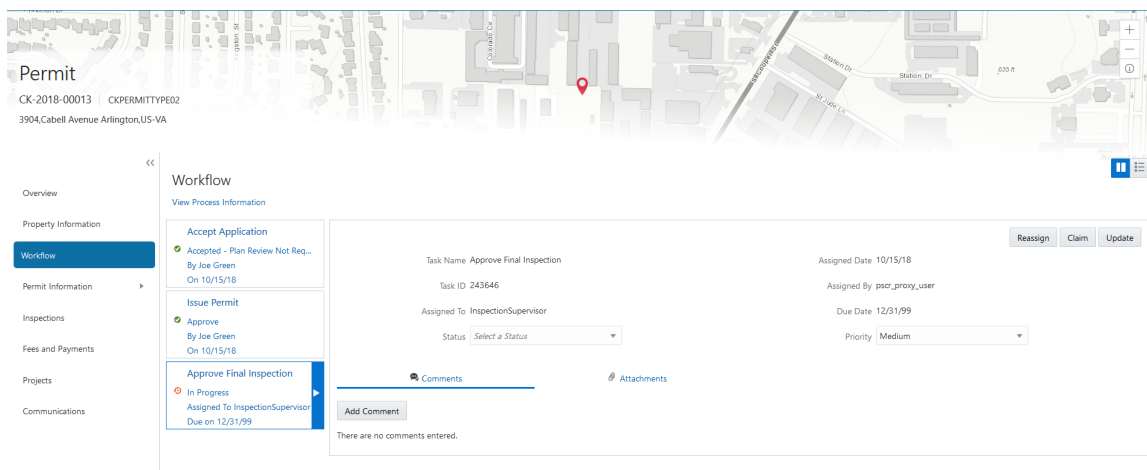 Colorado Cir
Station Dr
Station Dr
635 ft
St Jude Ln
Permit
CK-2018-00013 CKPERMITTYPE02
3904,Cabell Avenue Arlington,US-VA
Workflow
View Process Information
Overview
Property Information
Workflow
Permit Information
Inspections
Fees and Payments
Projects
Communications
Accept Application
Accepted - Plan Review Not Req...
By Joe Green
On 10/15/18
Issue Permit
Approve
By Joe Green
On 10/15/18
Approve Final Inspection
In Progress
Assigned To InspectionSupervisor
Due on 12/31/99
Reassign Claim Update
Task Name Approve Final Inspection Assigned Date 10/15/18
Task ID 243646 Assigned By pscr_proxy_user
Assigned To InspectionSupervisor Due Date 12/31/99
Status Select a Status Priority Medium
Comments Attachments
Add Comment
There are no comments entered.